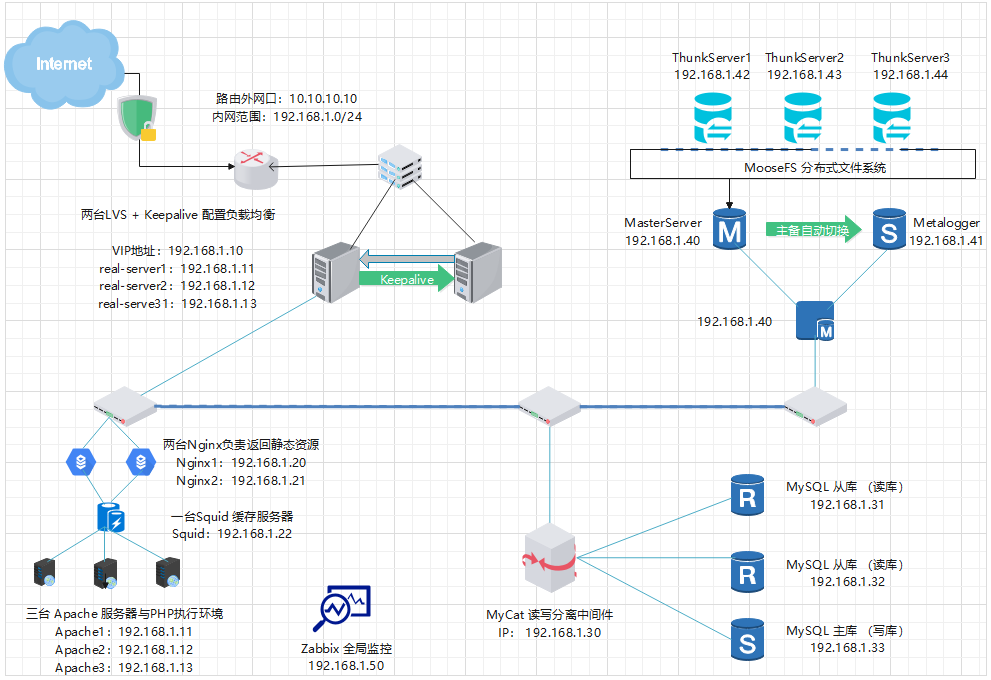 Internet
路由外网口：10.10.10.10
内网范围：192.168.1.0/24
两台LVS + Keepalive 配置负载均衡
VIP地址：192.168.1.10
real-server1：192.168.1.11
real-server2：192.168.1.12
real-serve31：192.168.1.13
Keepalive
ThunkServer1
192.168.1.42
ThunkServer2
192.168.1.43
ThunkServer3
192.168.1.44
MooseFS 分布式文件系统
MasterServer
192.168.1.40
M
主备自动切换
S
Metalogger
192.168.1.41
192.168.1.40
M
两台Nginx负责返回静态资源
Nginx1：192.168.1.20
Nginx2：192.168.1.21
一台Squid 缓存服务器
Squid：192.168.1.22
三台 Apache 服务器与PHP执行环境
Apache1：192.168.1.11
Apache2：192.168.1.12
Apache3：192.168.1.13
Zabbix 全局监控
192.168.1.50
MyCat 读写分离中间件
IP： 192.168.1.30
R
MySQL 从库 （读库）
192.168.1.31
R
MySQL 从库 （读库）
192.168.1.32
S
MySQL 主库 （写库）
192.168.1.33